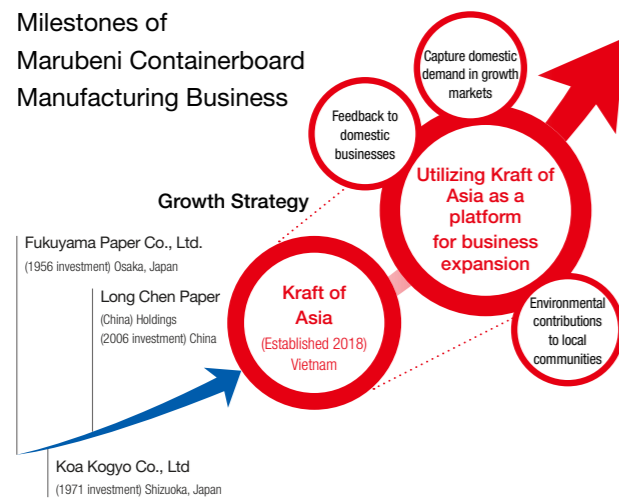 Milestones of
Marubeni Containerboard
Manufacturing Business
Capture domestic
demand in growth
markets
Feedback to
domestic
businesses
Growth Strategy
Utilizing Kraft of
Asia as a
platform
for business
expansion
Fukuyama Paper Co., Ltd.
(1956 investment) Osaka, Japan
Long Chen Paper
(China) Holdings
(2006 investment) China
Kraft of
Asia
(Established 2018)
Vietnam
Environmental
contributions
to local
communities
Koa Kogyo Co., Ltd
(1971 investment) Shizuoka, Japan